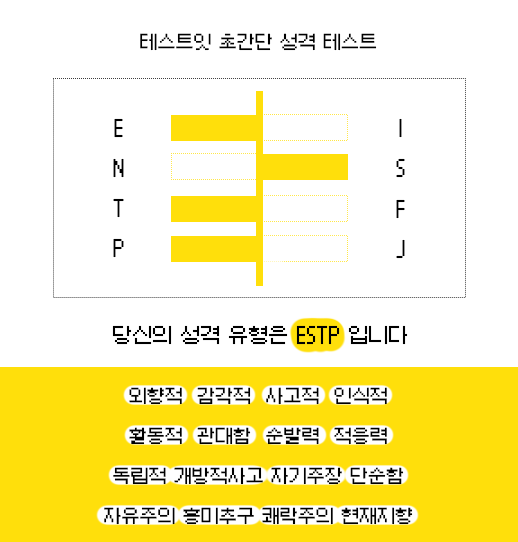 테스트잇 초간단 성격 테스트
E I
N S
T F
P J
당신의 성격 유형은 ESTP 입니다
외향적 감각적 사고적 인식적
활동적 관대함 순발력 적응력
독립적 개방적사고 자기주장 단순함
자유주의 흥미추구 쾌락주의 현재지향